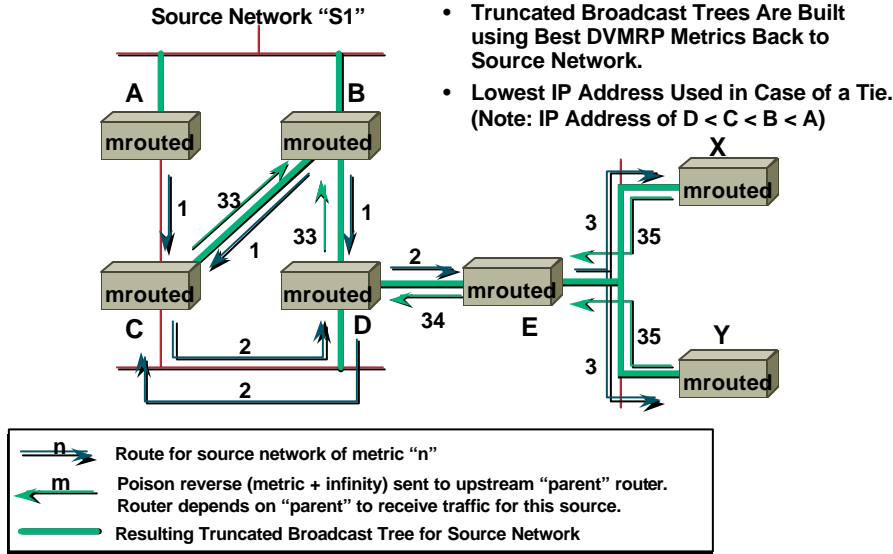 Source Network “S1”
• Truncated Broadcast Trees Are Built
using Best DVMRP Metrics Back to
Source Network.
• Lowest IP Address Used in Case of a Tie.
(Note: IP Address of D < C < B < A)
A
B
X
mrouted
mrouted
mrouted
33
1
1
33
1
3
35
2
mrouted
mrouted
mrouted
34
C
D
E
35
Y
2
3
mrouted
2
n
Route for source network of metric “n”
m
Poison reverse (metric + infinity) sent to upstream “parent” router.
Router depends on “parent” to receive traffic for this source.
Resulting Truncated Broadcast Tree for Source Network